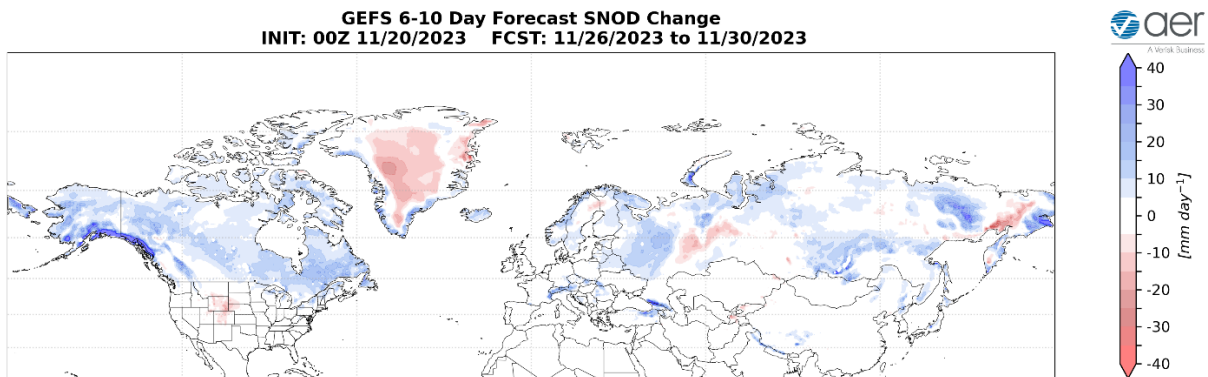 GEFS 6-10 Day Forecast SNOD Change
INIT: 00Z 11/20/2023    FCST: 11/26/2023 to 11/30/2023
aer
A Verisk Business
40
30
20
10
0
-10
-20
-30
-40
[mm day⁻¹]